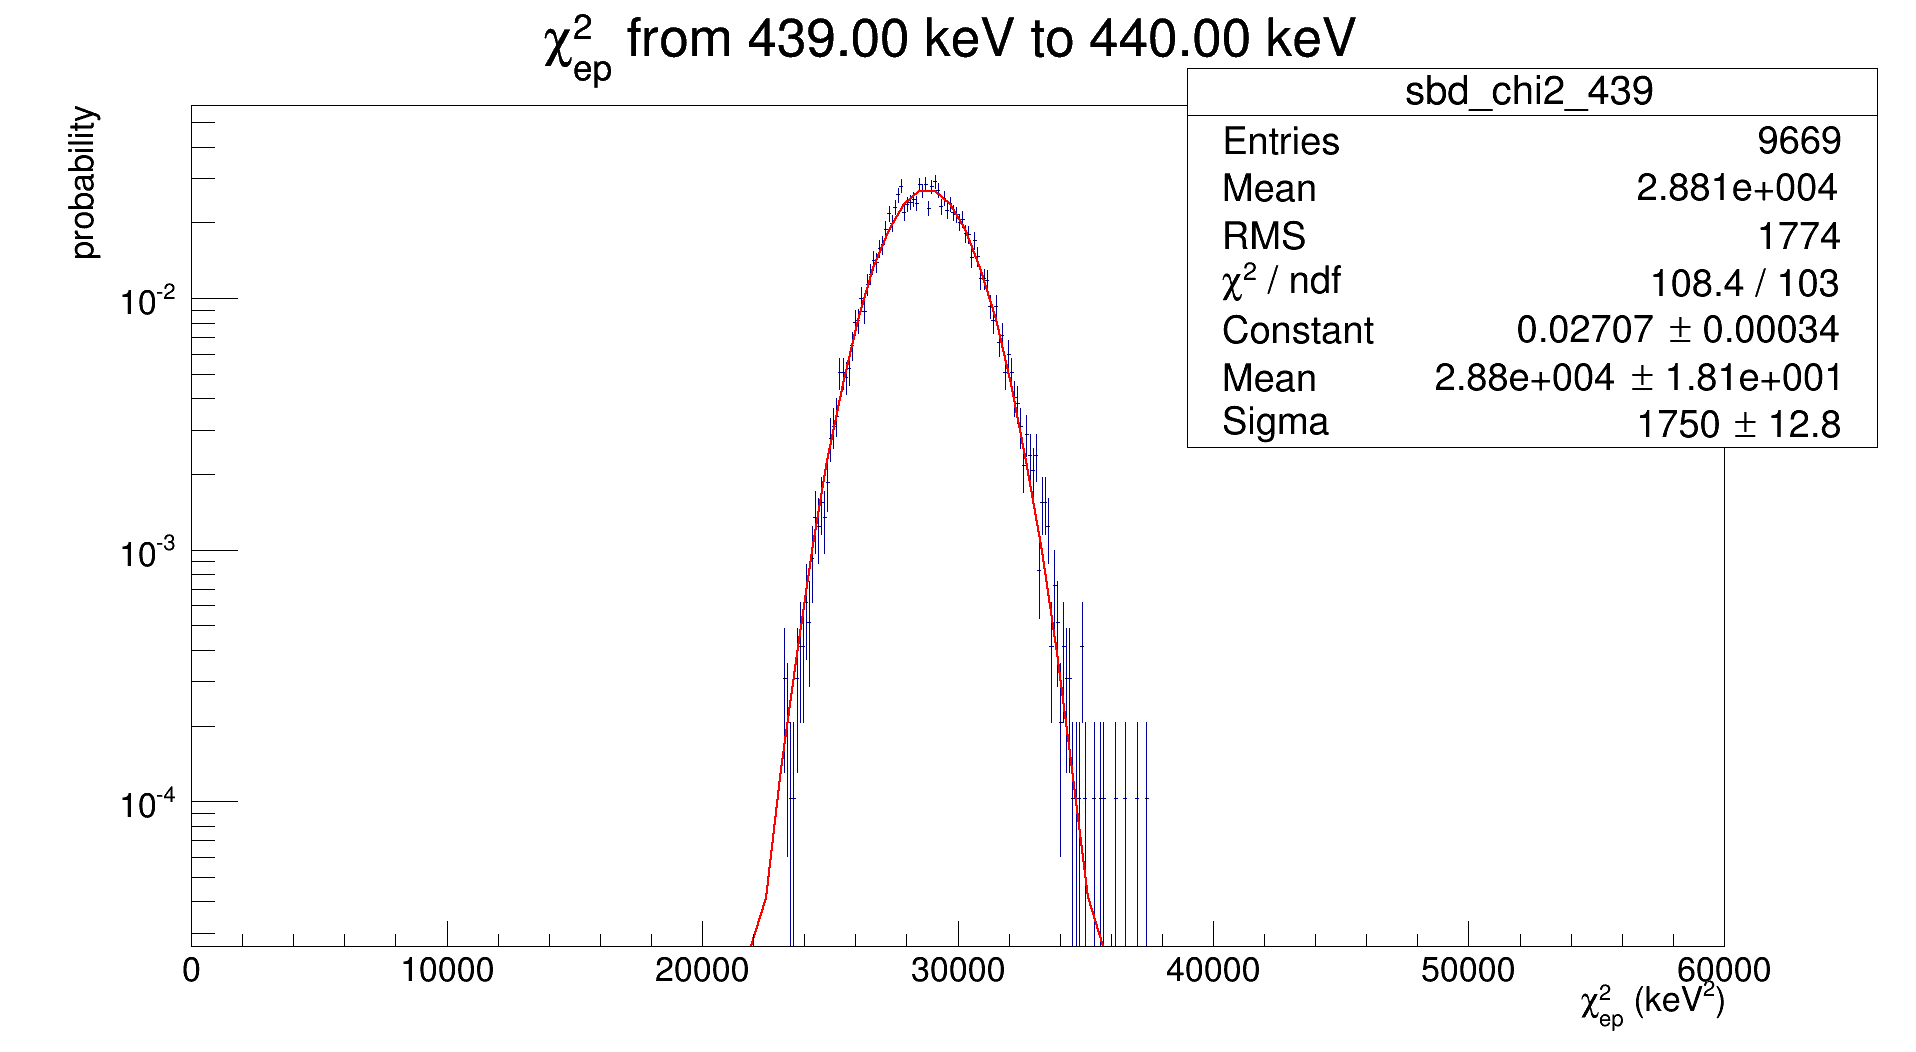 χ²ep from 439.00 keV to 440.00 keV
sbd_chi2_439
Entries 9669
Mean 2.881e+004
RMS 1774
χ² / ndf 108.4 / 103
Constant 0.02707 ± 0.00034
Mean 2.88e+004 ± 1.81e+001
Sigma 1750 ± 12.8
probability
10⁻²
10⁻³
10⁻⁴
0 10000 20000 30000 40000 50000 60000
χ²ep (keV²)